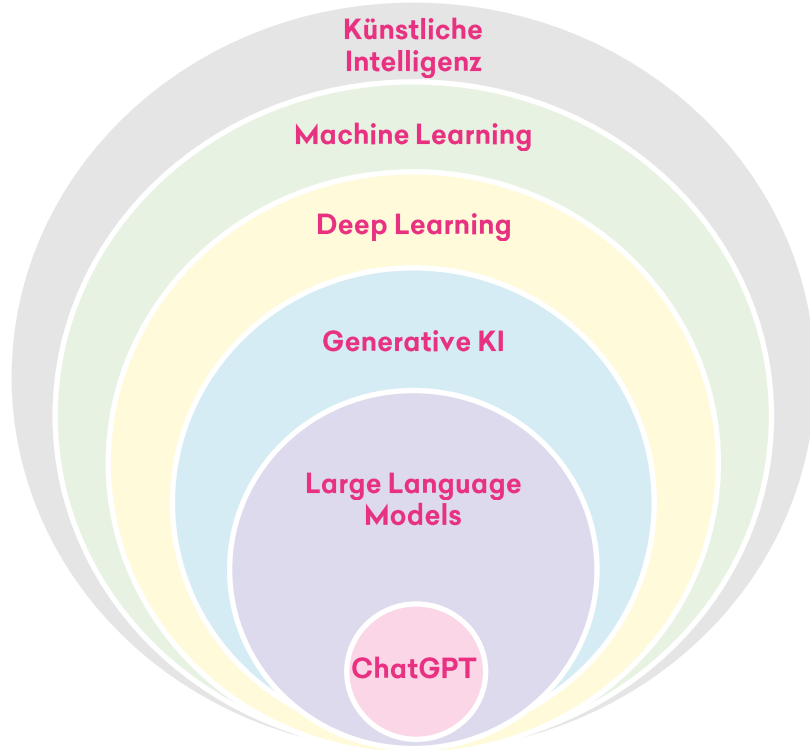 Künstliche
Intelligenz
Machine Learning
Deep Learning
Generative KI
Large Language
Models
ChatGPT